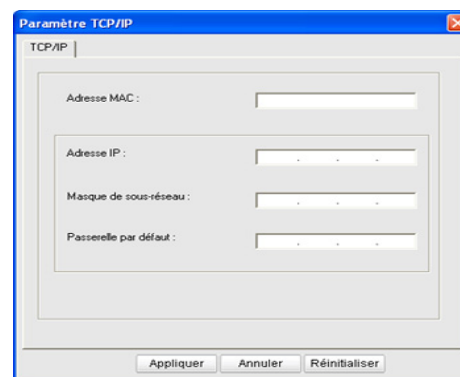 Paramètre TCP/IP
TCP/IP
Adresse MAC :
Adresse IP :
Masque de sous-réseau :
Passerelle par défaut :
Appliquer Annuler Réinitialiser